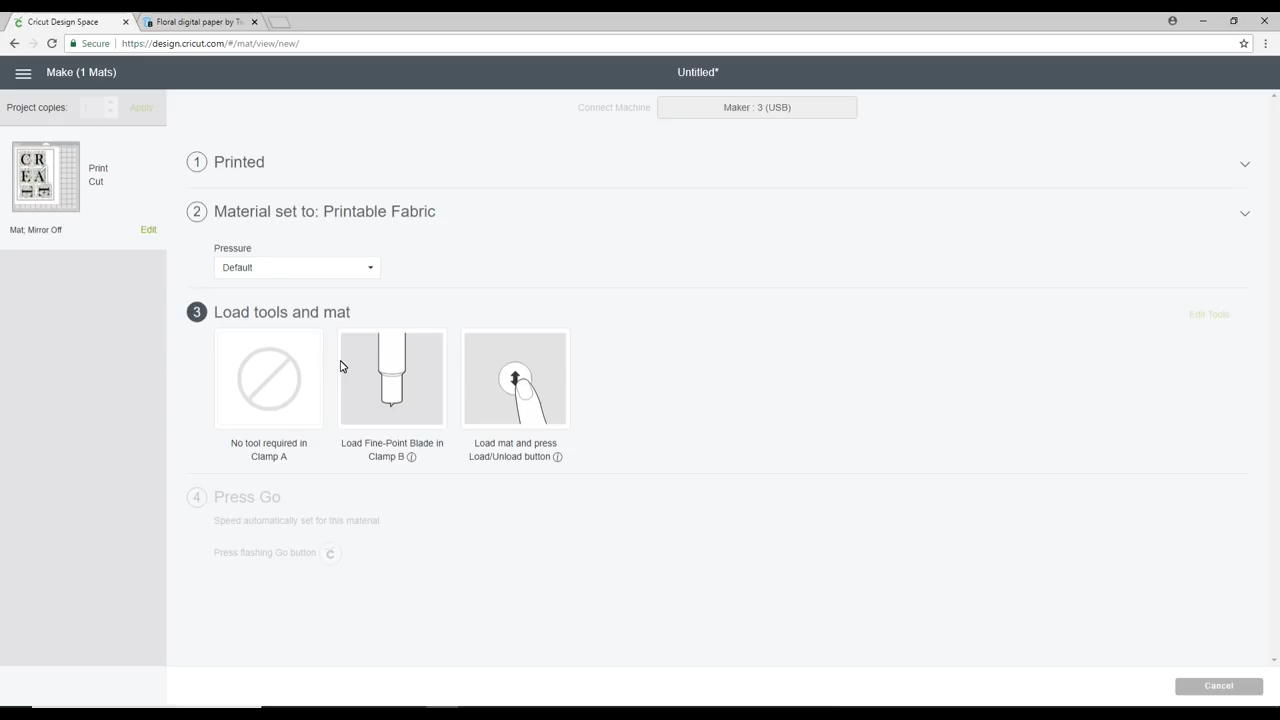 Cricut Design Space
Floral digital paper by T
Secure
https://design.cricut.com/#/mat/view/new/
Make (1 Mats)
Untitled*
Project copies: 1 Apply
Connect Machine
Maker : 3 (USB)
C R
E A
Print
Cut
Mat; Mirror Off
Edit
1 Printed
2 Material set to: Printable Fabric
Pressure
Default
3 Load tools and mat
Edit Tools
No tool required in
Clamp A
Load Fine-Point Blade in
Clamp B i
Load mat and press
Load/Unload button i
4 Press Go
Speed automatically set for this material
Press flashing Go button C
Cancel